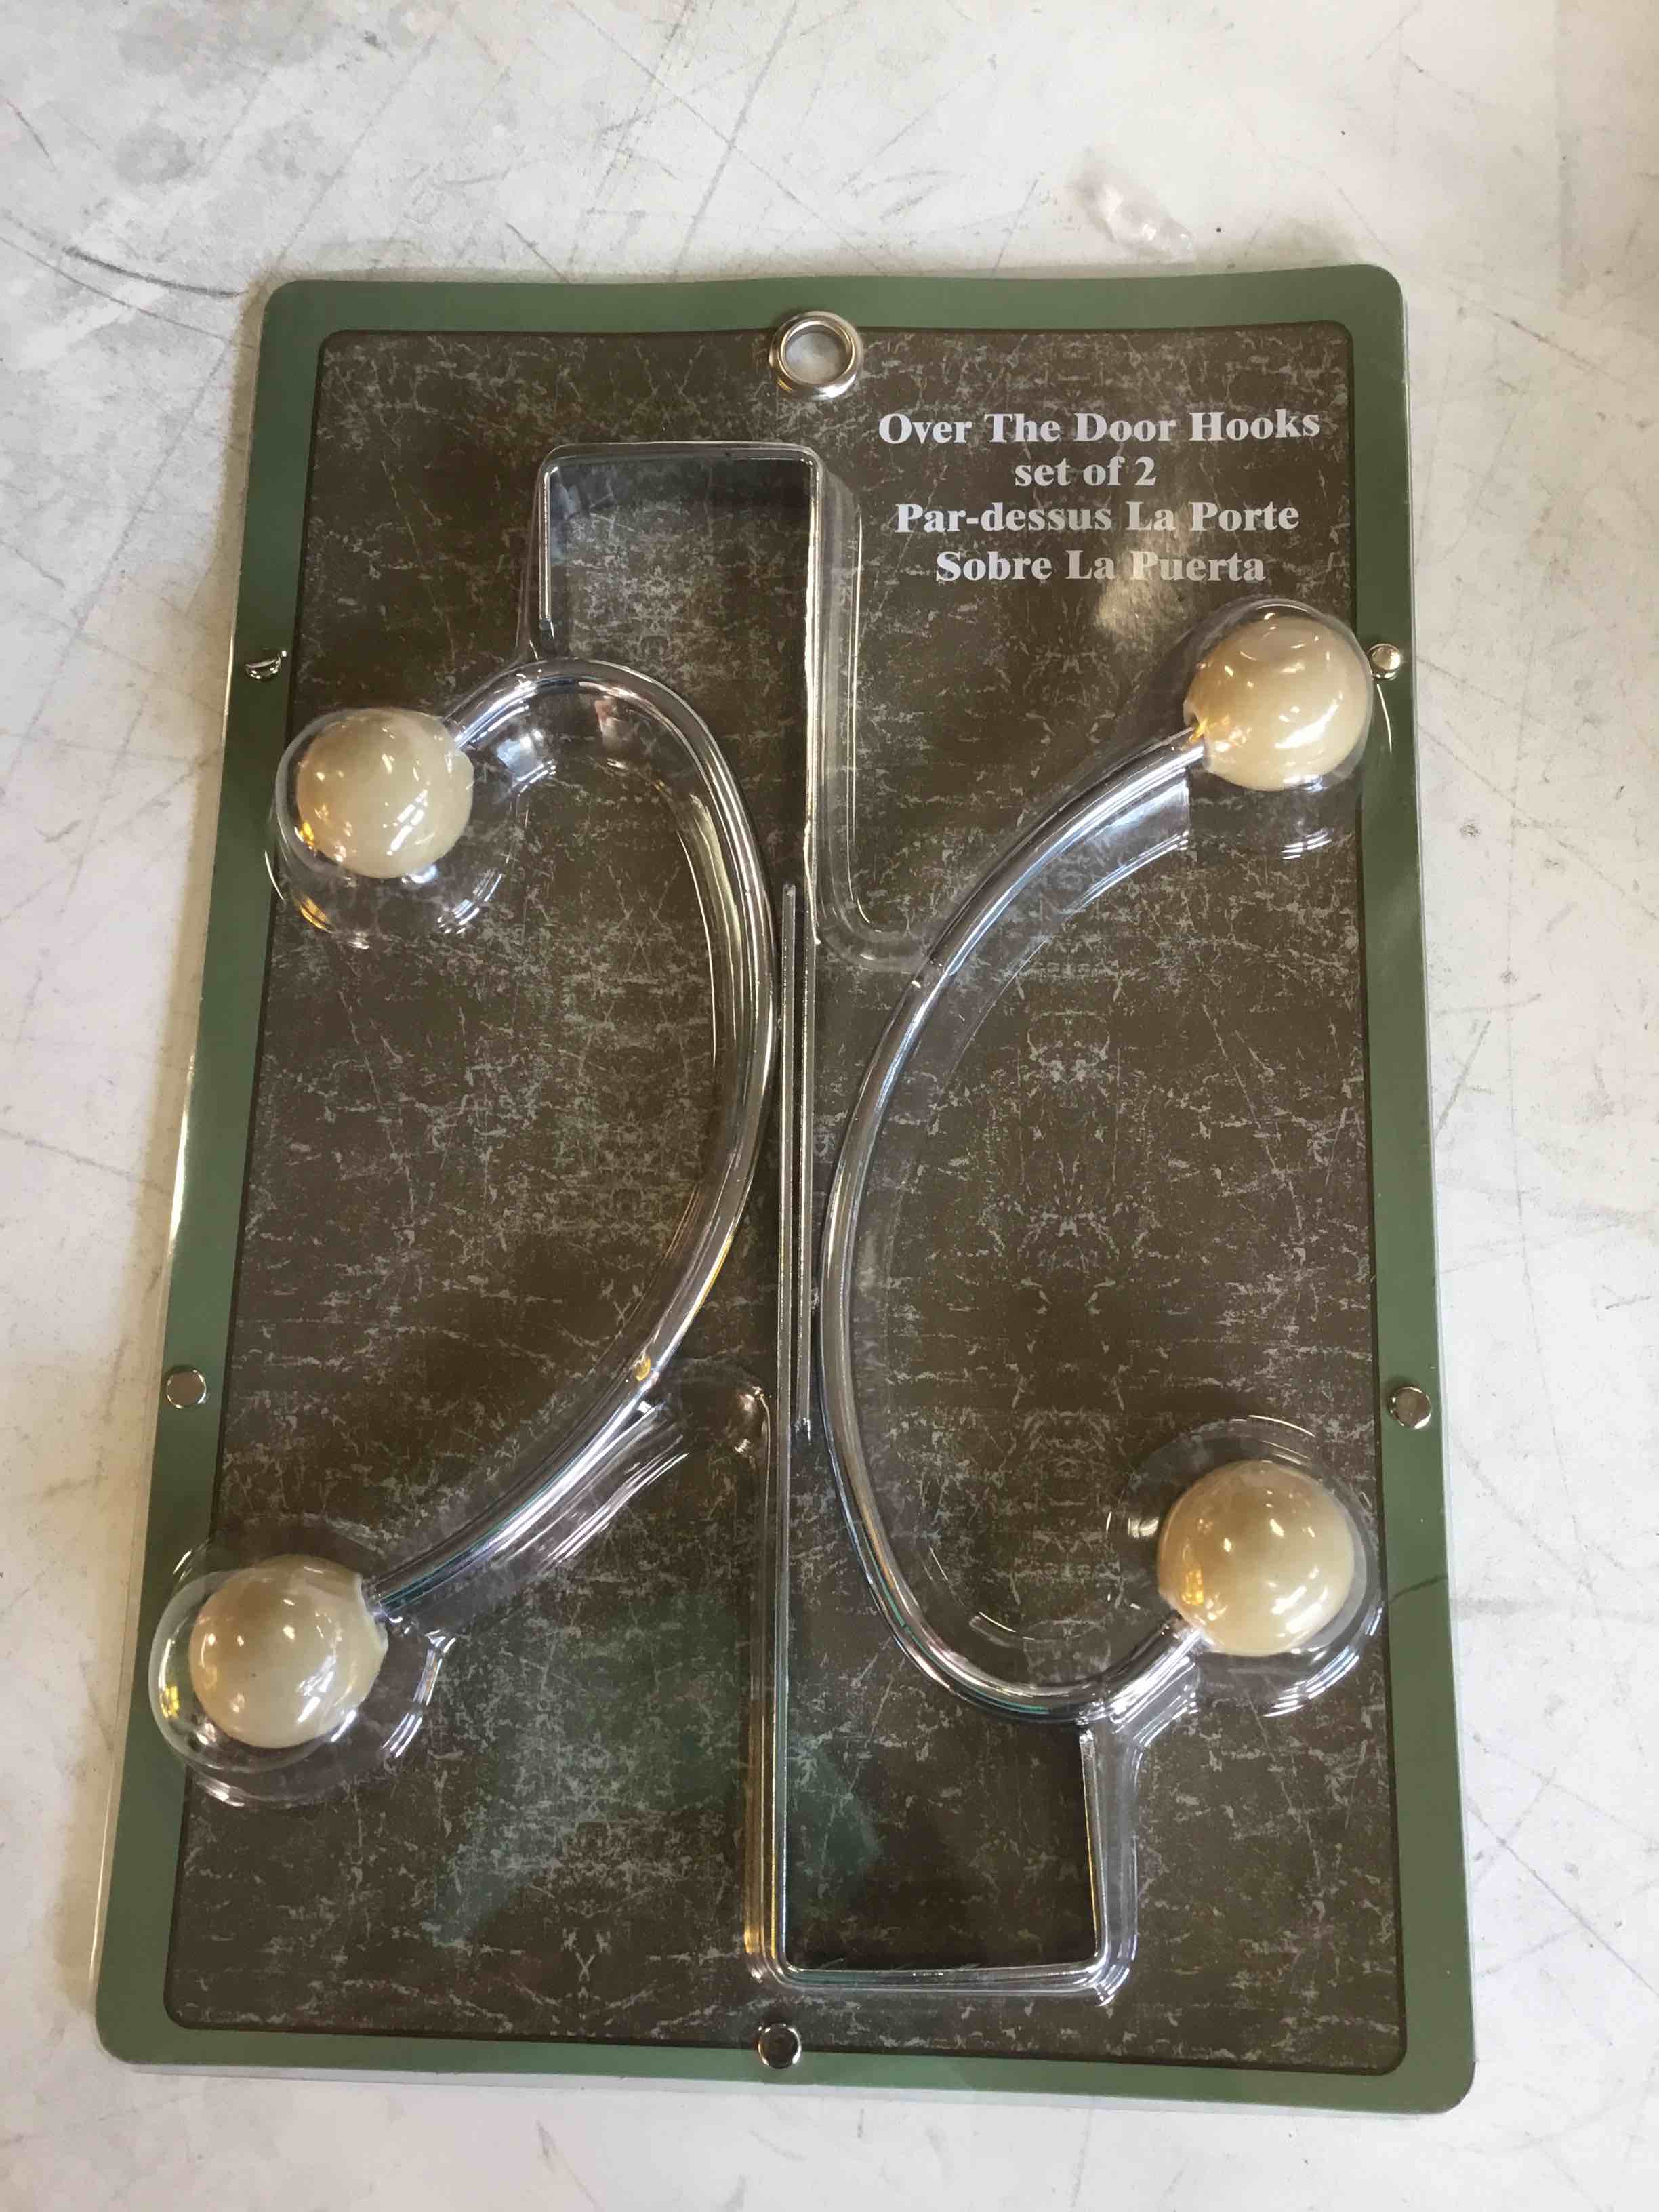 Over The Door Hooks
set of 2
Par-dessus La Porte
Sobre La Puerta